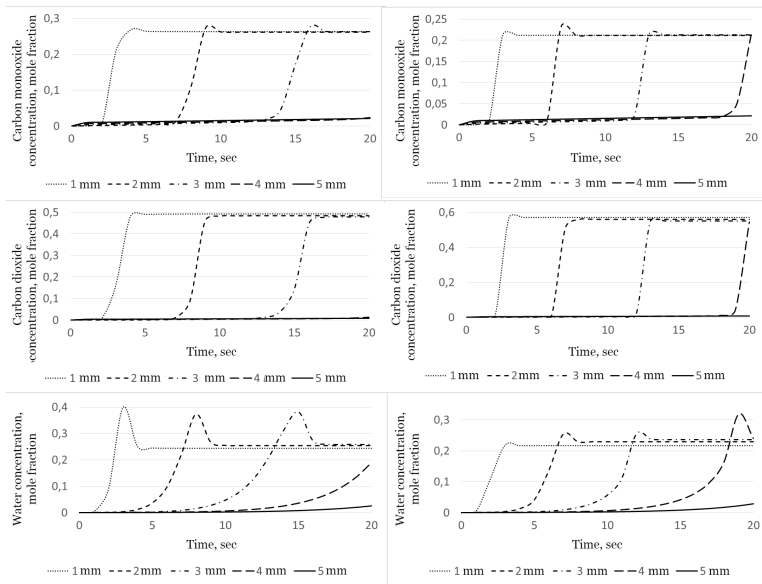 Carbon monooxide
concentration, mole fraction
0,3
0,2
0,1
0
0 5 10 15 20
Time, sec
1 mm 2 mm 3 mm 4 mm 5 mm
Carbon monooxide
concentration, mole fraction
0,25
0,2
0,15
0,1
0,05
0
0 5 10 15 20
Time, sec
1 mm 2 mm 3 mm 4 mm 5 mm
Carbon dioxide
concentration, mole fraction
0,5
0,4
0,3
0,2
0,1
0
0 5 10 15 20
Time, sec
1 mm 2 mm 3 mm 4 mm 5 mm
Carbon dioxide
concentration, mole fraction
0,6
0,4
0,2
0
0 5 10 15 20
Time, sec
1 mm 2 mm 3 mm 4 mm 5 mm
Water concentration,
mole fraction
0,4
0,3
0,2
0,1
0
0 5 10 15 20
Time, sec
1 mm 2 mm 3 mm 4 mm 5 mm
Water concentration,
mole fraction
0,3
0,2
0,1
0
0 5 10 15 20
Time, sec
1 mm 2 mm 3 mm 4 mm 5 mm